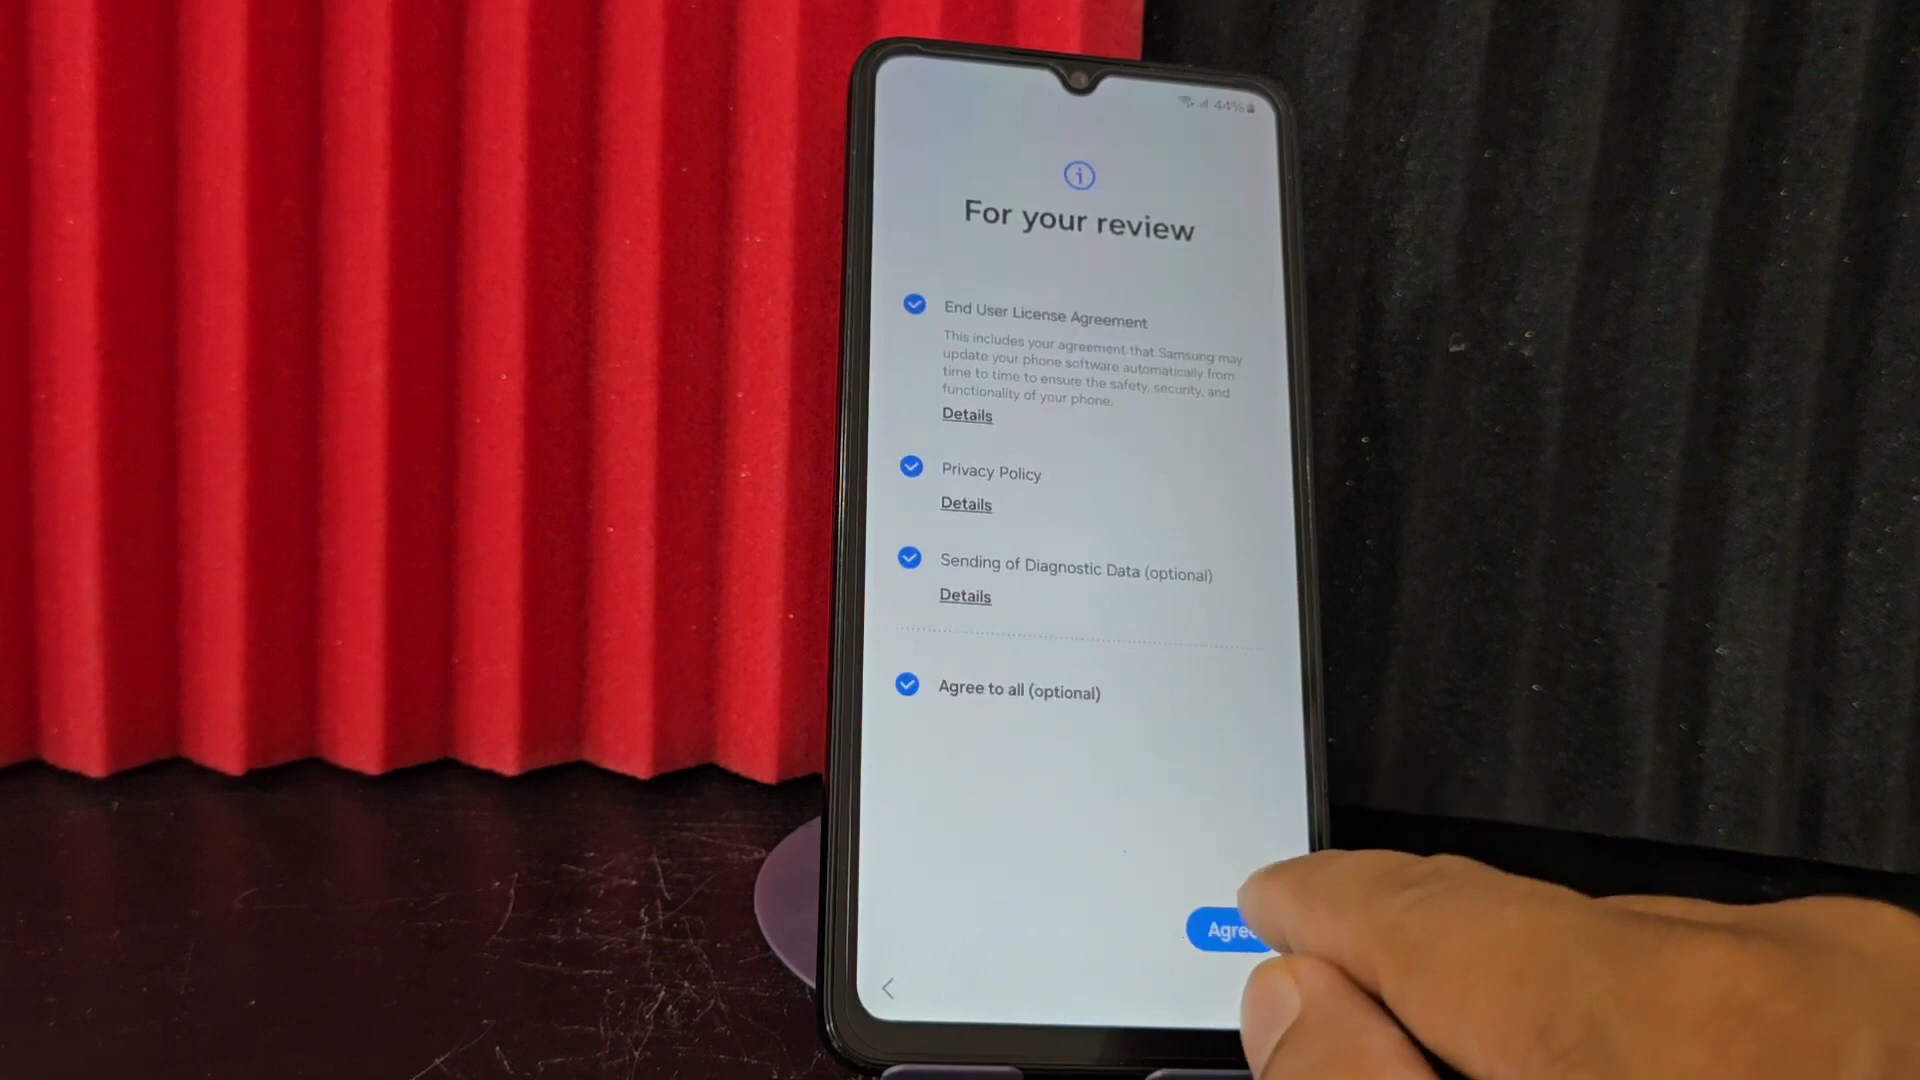 44%
For your review
End User License Agreement
This includes your agreement that Samsung may
update your phone software automatically from
time to time to ensure the safety, security, and
functionality of your phone.
Details
Privacy Policy
Details
Sending of Diagnostic Data (optional)
Details
Agree to all (optional)
Agree